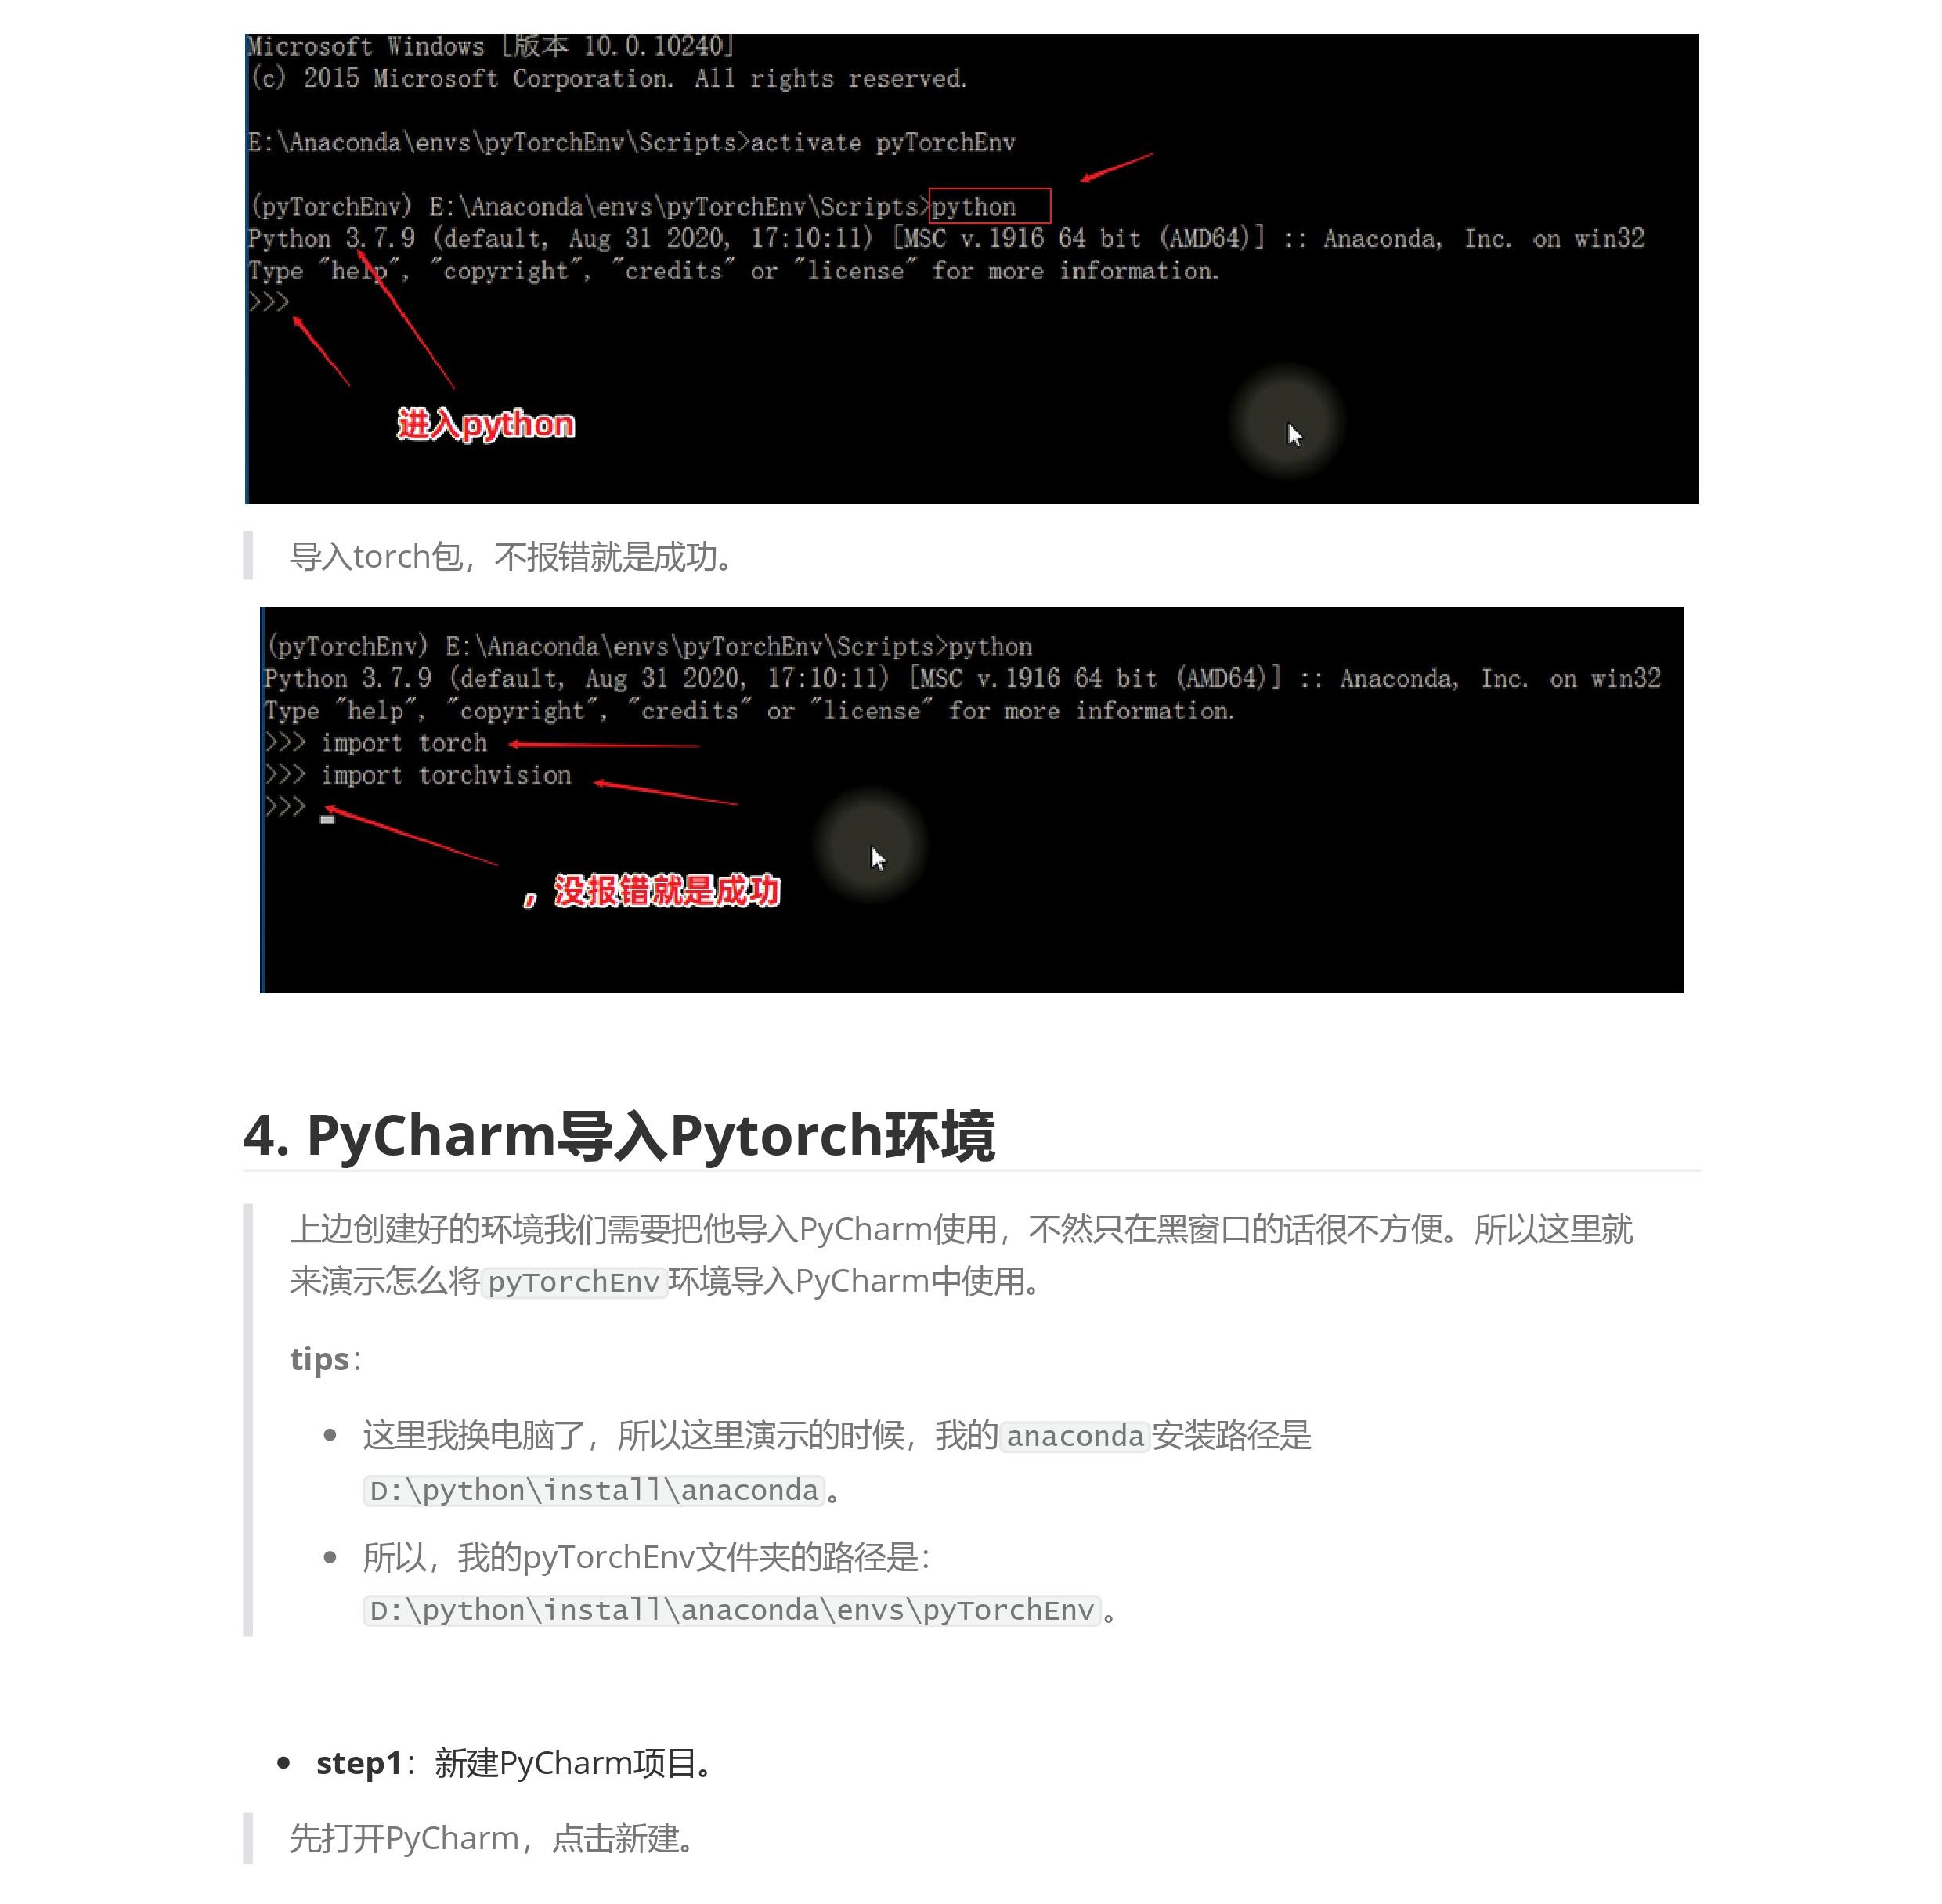 Microsoft Windows [版本 10.0.10240]
(c) 2015 Microsoft Corporation. All rights reserved.
E:\Anaconda\envs\pyTorchEnv\Scripts>activate pyTorchEnv
(pyTorchEnv) E:\Anaconda\envs\pyTorchEnv\Scripts>python
Python 3.7.9 (default, Aug 31 2020, 17:10:11) [MSC v.1916 64 bit (AMD64)] :: Anaconda, Inc. on win32
Type "help", "copyright", "credits" or "license" for more information.
>>>
进入python
导入torch包，不报错就是成功。
(pyTorchEnv) E:\Anaconda\envs\pyTorchEnv\Scripts>python
Python 3.7.9 (default, Aug 31 2020, 17:10:11) [MSC v.1916 64 bit (AMD64)] :: Anaconda, Inc. on win32
Type "help", "copyright", "credits" or "license" for more information.
>>> import torch
>>> import torchvision
>>>
，没报错就是成功
4. PyCharm导入Pytorch环境
上边创建好的环境我们需要把他导入PyCharm使用，不然只在黑窗口的话很不方便。所以这里就
来演示怎么将pyTorchEnv环境导入PyCharm中使用。
tips：
• 这里我换电脑了，所以这里演示的时候，我的anaconda安装路径是
D:\python\install\anaconda。
• 所以，我的pyTorchEnv文件夹的路径是：
D:\python\install\anaconda\envs\pyTorchEnv。
• step1：新建PyCharm项目。
先打开PyCharm，点击新建。